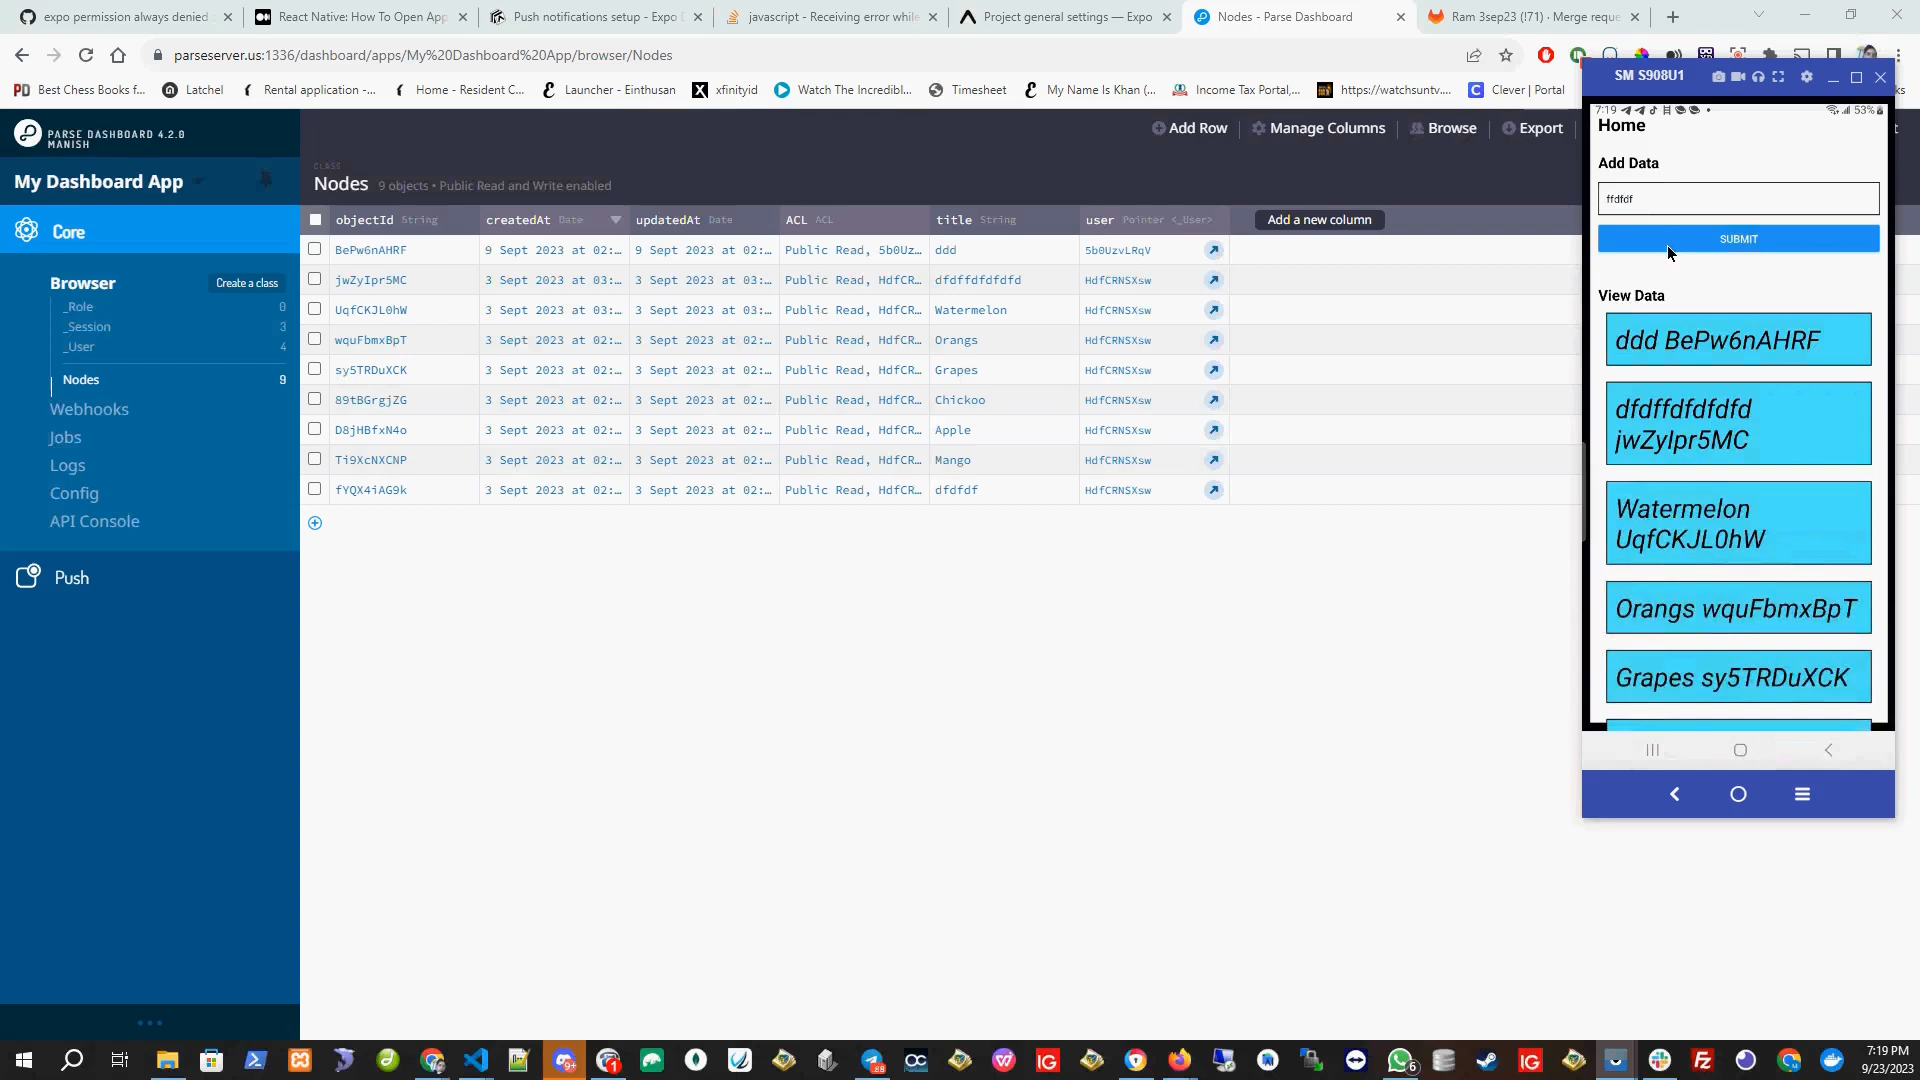 expo permission always denied
React Native: How To Open App
Push notifications setup - Expo D
javascript - Receiving error while
Project general settings — Expo
Nodes - Parse Dashboard
Ram 3sep23 (!71) · Merge reque
parseserver.us:1336/dashboard/apps/My%20Dashboard%20App/browser/Nodes
Best Chess Books f...
Latchel
Rental application -...
Home - Resident C...
Launcher - Einthusan
xfinityid
Watch The Incredibl...
Timesheet
My Name Is Khan (...
Income Tax Portal,...
https://watchsuntv....
Clever | Portal
PARSE DASHBOARD 4.2.0
MANISH
My Dashboard App
Core
Browser
Create a class
_Role 0
_Session 3
_User 4
Nodes 9
Webhooks
Jobs
Logs
Config
API Console
Push
CLASS
Nodes 9 objects • Public Read and Write enabled
Add Row
Manage Columns
Browse
Export
objectId String createdAt Date updatedAt Date ACL ACL title String user Pointer <_User> Add a new column
BePw6nAHRF 9 Sept 2023 at 02:… 9 Sept 2023 at 02:… Public Read, 5b0Uz… ddd 5b0UzvLRqV
jwZyIpr5MC 3 Sept 2023 at 03:… 3 Sept 2023 at 03:… Public Read, HdfCR… dfdffdfdfdfd HdfCRNSXsw
UqfCKJL0hW 3 Sept 2023 at 03:… 3 Sept 2023 at 03:… Public Read, HdfCR… Watermelon HdfCRNSXsw
wquFbmxBpT 3 Sept 2023 at 02:… 3 Sept 2023 at 02:… Public Read, HdfCR… Orangs HdfCRNSXsw
sy5TRDuXCK 3 Sept 2023 at 02:… 3 Sept 2023 at 02:… Public Read, HdfCR… Grapes HdfCRNSXsw
89tBGrgjZG 3 Sept 2023 at 02:… 3 Sept 2023 at 02:… Public Read, HdfCR… Chickoo HdfCRNSXsw
D8jHBfxN4o 3 Sept 2023 at 02:… 3 Sept 2023 at 02:… Public Read, HdfCR… Apple HdfCRNSXsw
Ti9XcNXCNP 3 Sept 2023 at 02:… 3 Sept 2023 at 02:… Public Read, HdfCR… Mango HdfCRNSXsw
fYQX4iAG9k 3 Sept 2023 at 02:… 3 Sept 2023 at 02:… Public Read, HdfCR… dfdfdf HdfCRNSXsw
SM S908U1
7:19 53%
Home
Add Data
ffdfdf
SUBMIT
View Data
ddd BePw6nAHRF
dfdffdfdfdfd
jwZyIpr5MC
Watermelon
UqfCKJL0hW
Orangs wquFbmxBpT
Grapes sy5TRDuXCK
7:19 PM
9/23/2023